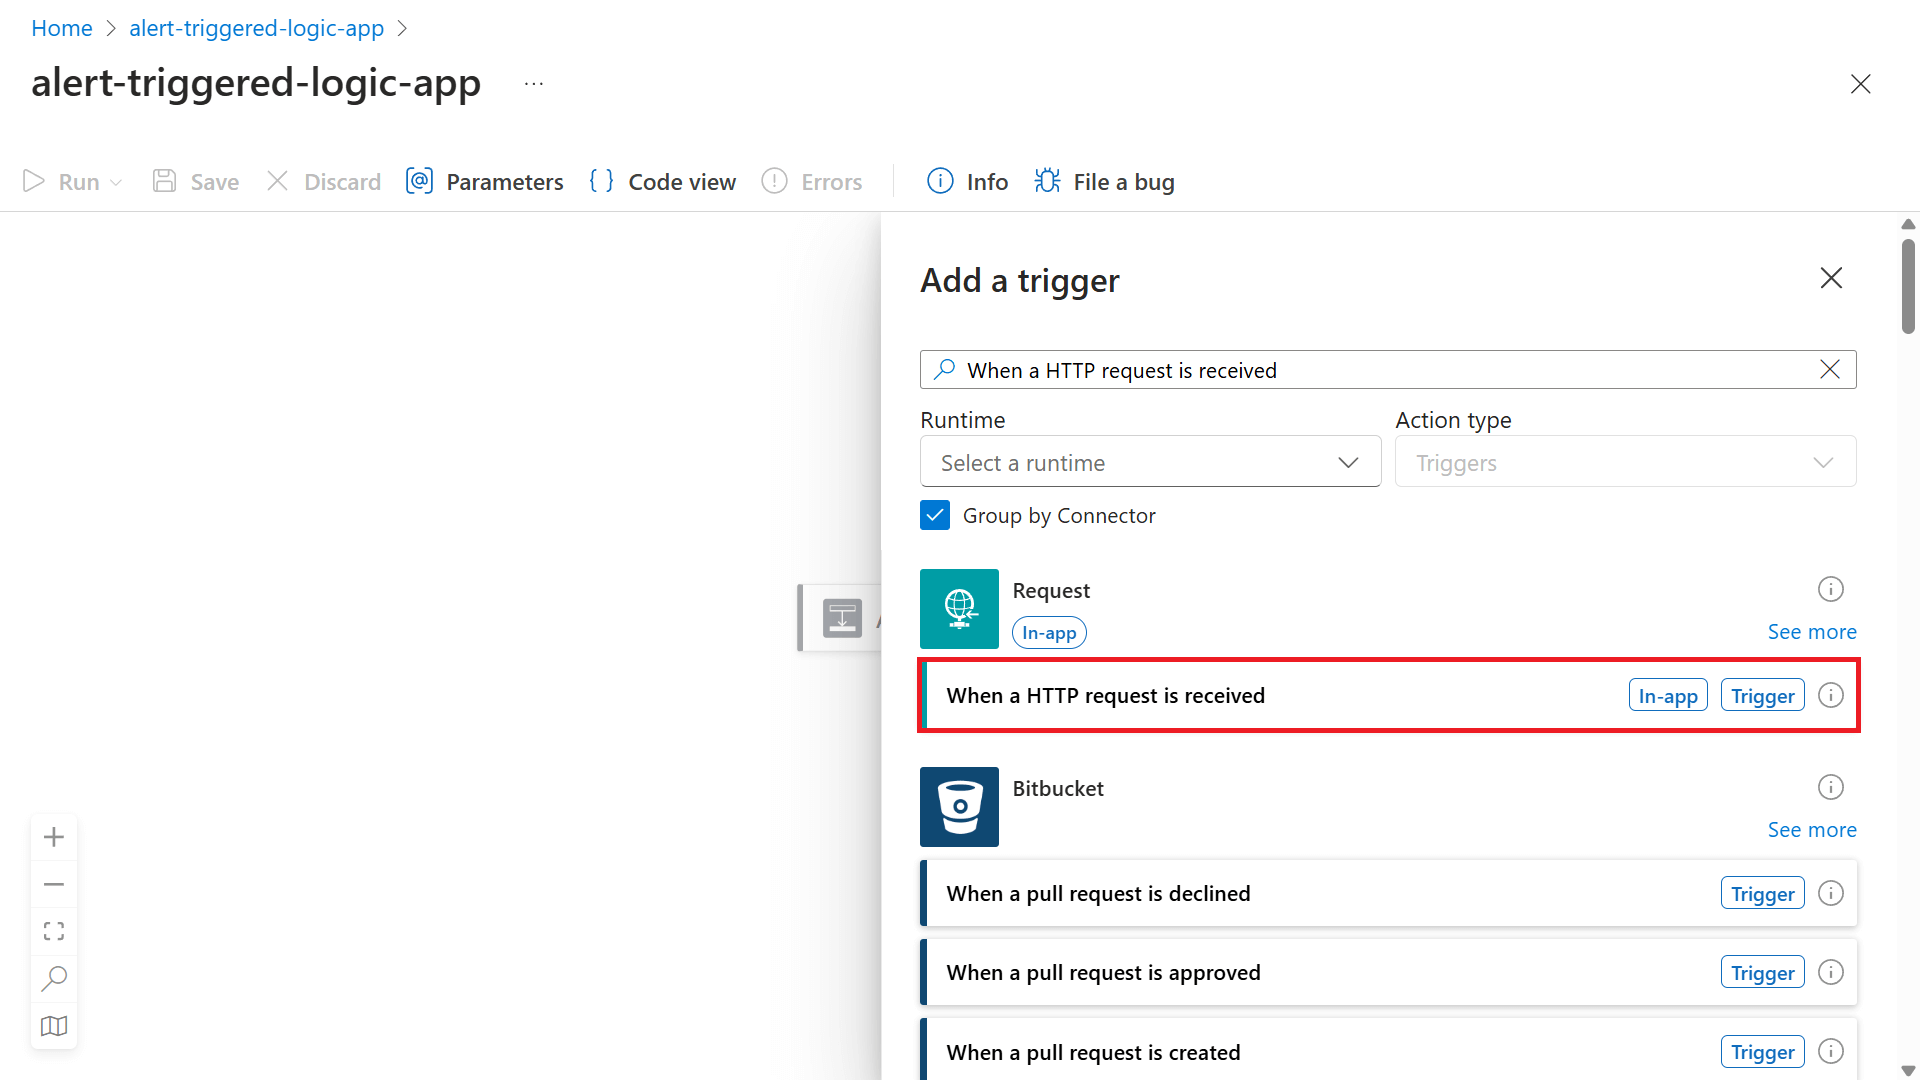 Home
alert-triggered-logic-app
alert-triggered-logic-app
Run
Save
Discard
Parameters
Code view
Errors
Info
File a bug
Add a trigger
When a HTTP request is received
Runtime
Action type
Select a runtime
Triggers
Group by Connector
Request
In-app
See more
When a HTTP request is received
In-app
Trigger
Bitbucket
See more
When a pull request is declined
Trigger
When a pull request is approved
Trigger
When a pull request is created
Trigger